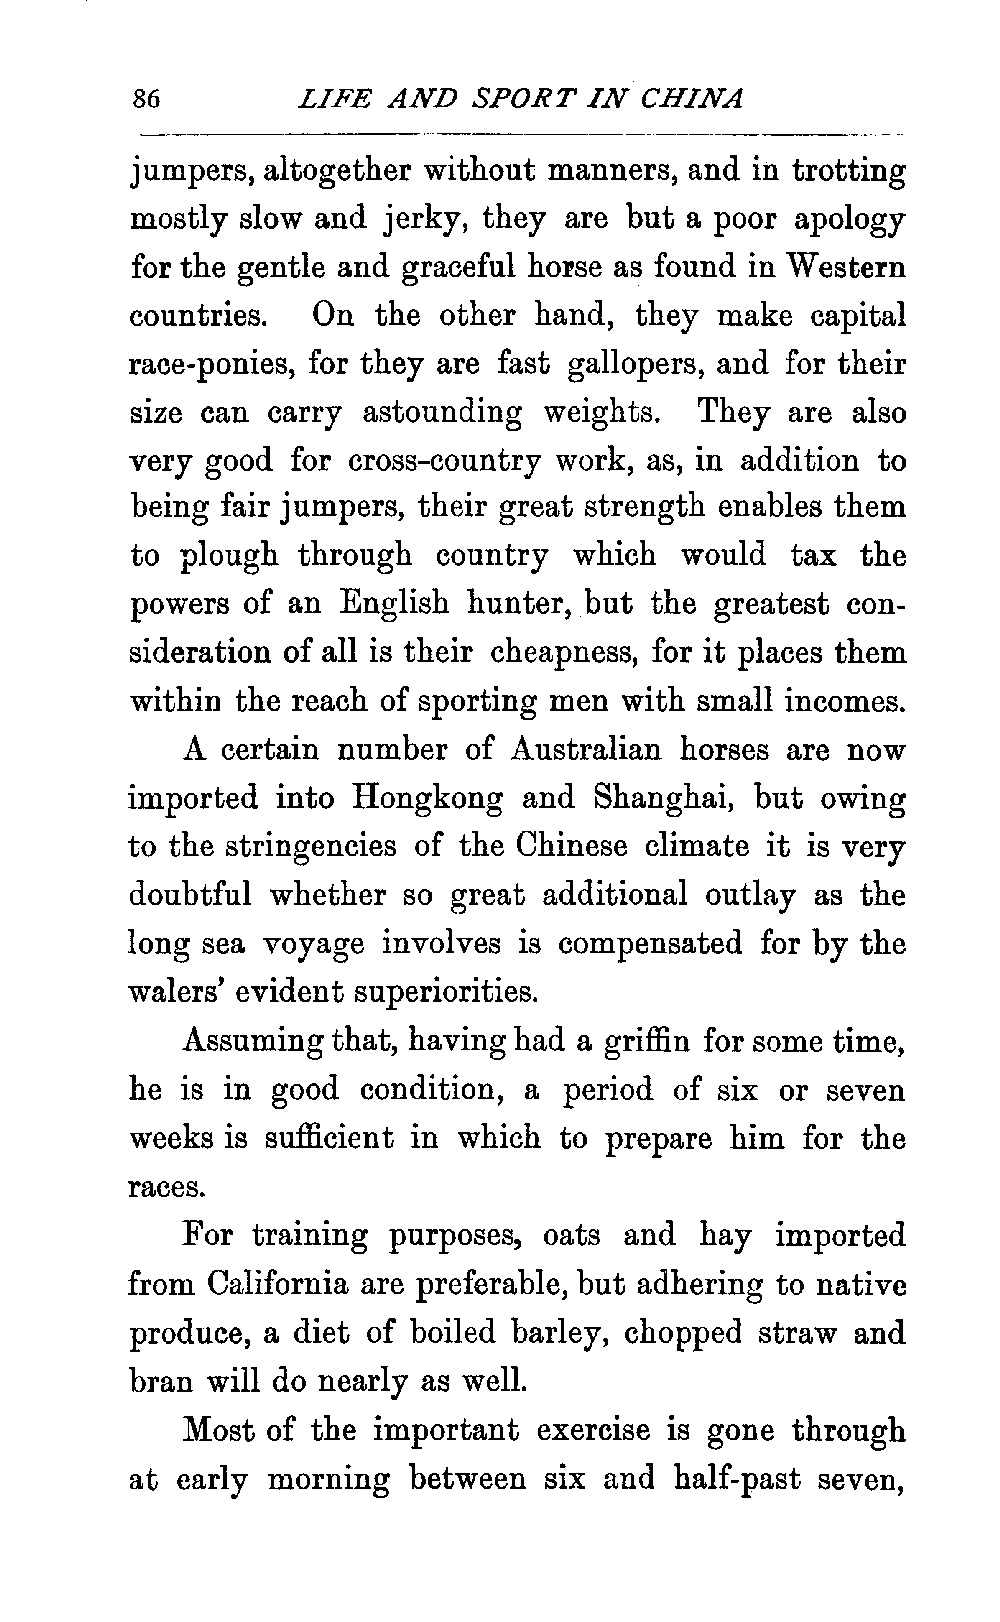 86 LIFE AND SPORT IN CHINA
jumpers, altogether without manners, and in trotting
mostly slow and jerky, they are but a poor apology
for the gentle and graceful horse as found in Western
countries. On the other hand, they make capital
race-ponies, for they are fast gallopers, and for their
size can carry astounding weights. They are also
very good for cross-country work, as, in addition to
being fair jumpers, their great strength enables them
to plough through country which would tax the
powers of an English hunter, but the greatest con-
sideration of all is their cheapness, for it places them
within the reach of sporting men with small incomes.
A certain number of Australian horses are now
imported into Hongkong and Shanghai, but owing
to the stringencies of the Chinese climate it is very
doubtful whether so great additional outlay as the
long sea voyage involves is compensated for by the
walers' evident superiorities.
Assuming that, having had a griffin for some time,
he is in good condition, a period of six or seven
weeks is sufficient in which to prepare him for the
races.
For training purposes, oats and hay imported
from California are preferable, but adhering to native
produce, a diet of boiled barley, chopped straw and
bran will do nearly as well.
Most of the important exercise is gone through
at early morning between six and half-past seven,